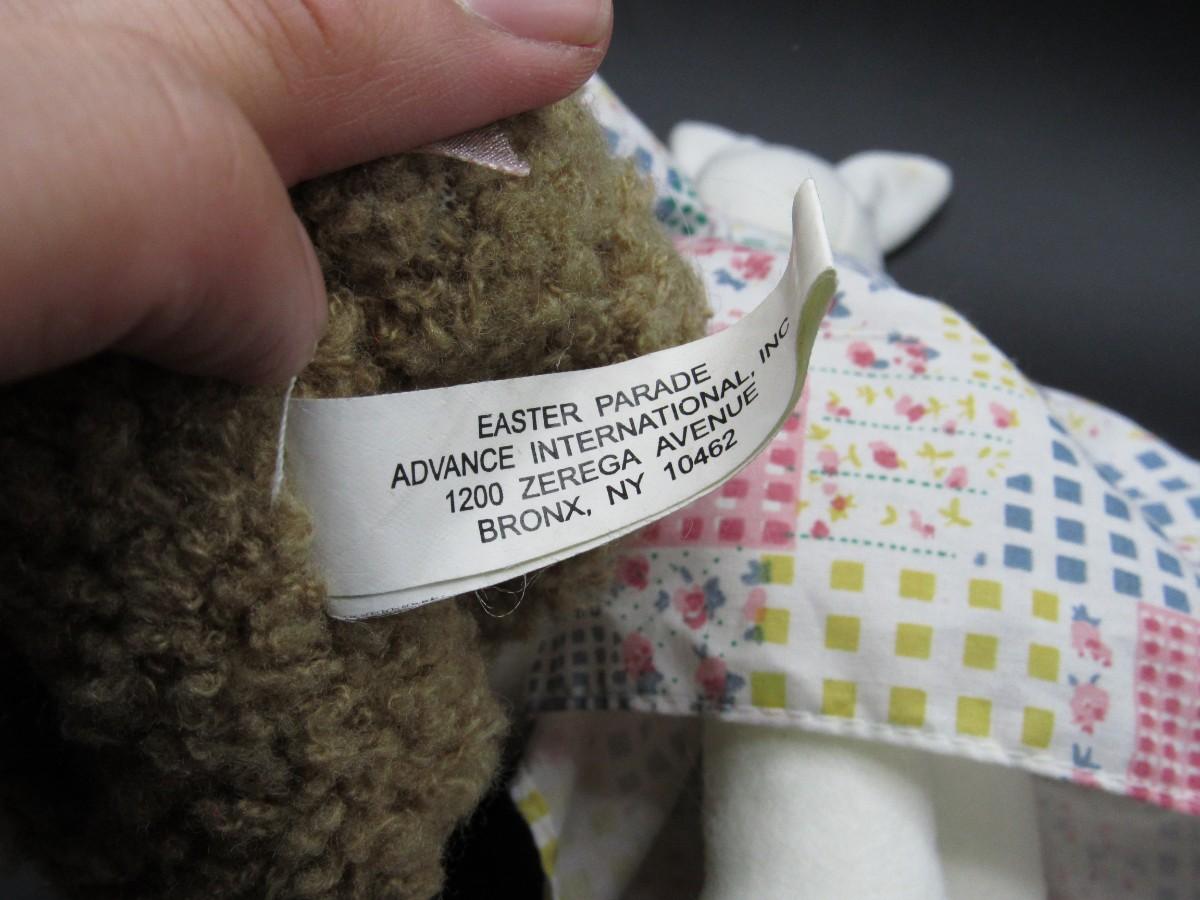 EASTER PARADE
ADVANCE INTERNATIONAL, INC
1200 ZEREGA AVENUE
BRONX, NY 10462